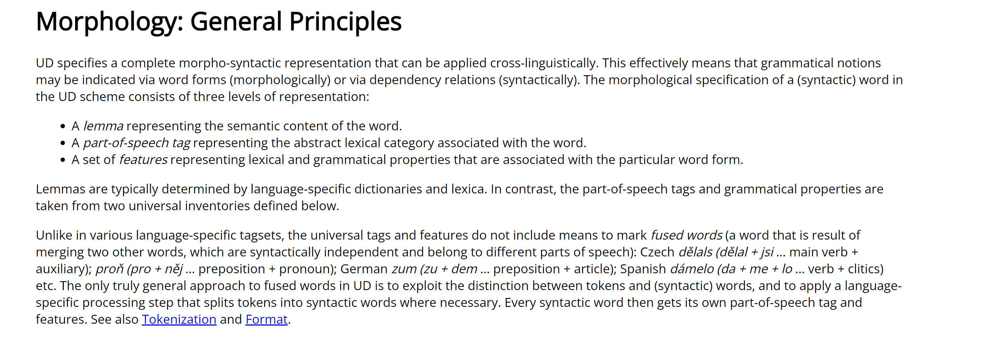 Morphology: General Principles
UD specifies a complete morpho-syntactic representation that can be applied cross-linguistically. This effectively means that grammatical notions
may be indicated via word forms (morphologically) or via dependency relations (syntactically). The morphological specification of a (syntactic) word in
the UD scheme consists of three levels of representation:
• A lemma representing the semantic content of the word.
• A part-of-speech tag representing the abstract lexical category associated with the word.
• A set of features representing lexical and grammatical properties that are associated with the particular word form.
Lemmas are typically determined by language-specific dictionaries and lexica. In contrast, the part-of-speech tags and grammatical properties are
taken from two universal inventories defined below.
Unlike in various language-specific tagsets, the universal tags and features do not include means to mark fused words (a word that is result of
merging two other words, which are syntactically independent and belong to different parts of speech): Czech dělals (dělal + jsi … main verb +
auxiliary); proň (pro + něj … preposition + pronoun); German zum (zu + dem … preposition + article); Spanish dámelo (da + me + lo … verb + clitics)
etc. The only truly general approach to fused words in UD is to exploit the distinction between tokens and (syntactic) words, and to apply a language-
specific processing step that splits tokens into syntactic words where necessary. Every syntactic word then gets its own part-of-speech tag and
features. See also Tokenization and Format.